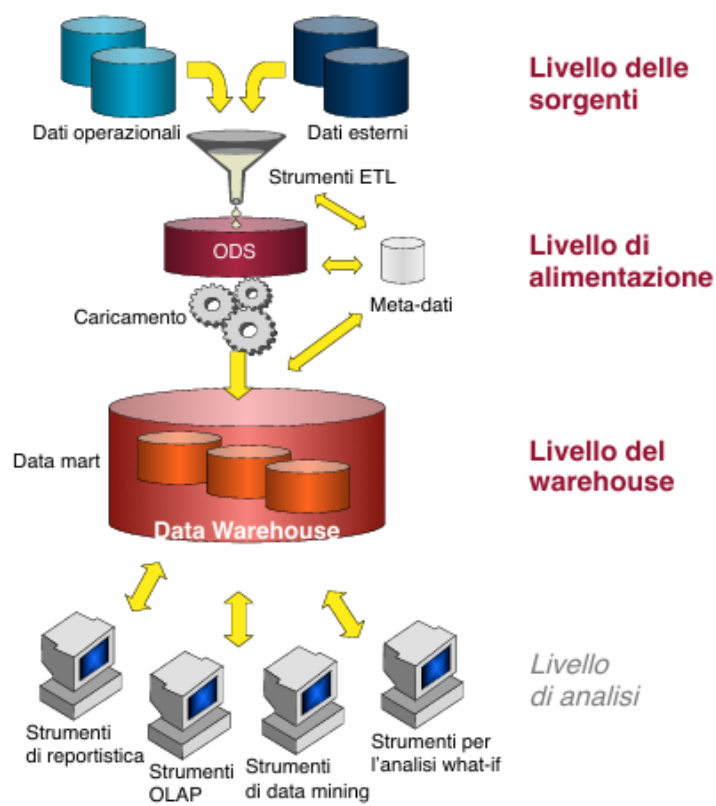 Livello delle
sorgenti
Dati operazionali
Dati esterni
Strumenti ETL
ODS
Livello di
alimentazione
Meta-dati
Caricamento
Data mart
Livello del
warehouse
Data Warehouse
Livello
di analisi
Strumenti
di reportistica
Strumenti
OLAP
Strumenti
di data mining
Strumenti per
l'analisi what-if